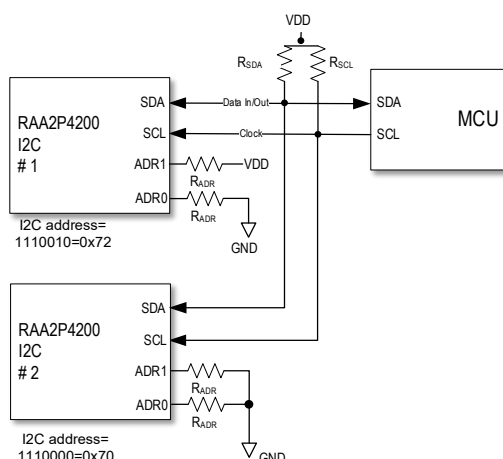 VDD
RSDA
RSCL
SDA
Data In/Out
SDA
RAA2P4200
I2C
# 1
SCL
Clock
SCL
MCU
ADR1
RADR
VDD
ADR0
RADR
GND
I2C address=
1110010=0x72
RAA2P4200
I2C
# 2
SDA
SCL
ADR1
RADR
ADR0
RADR
GND
I2C address=
1110000=0x70